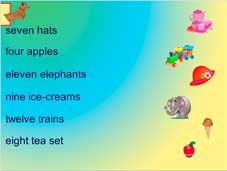 seven hats
four apples
eleven elephants
nine ice-creams
twelve trains
eight tea set